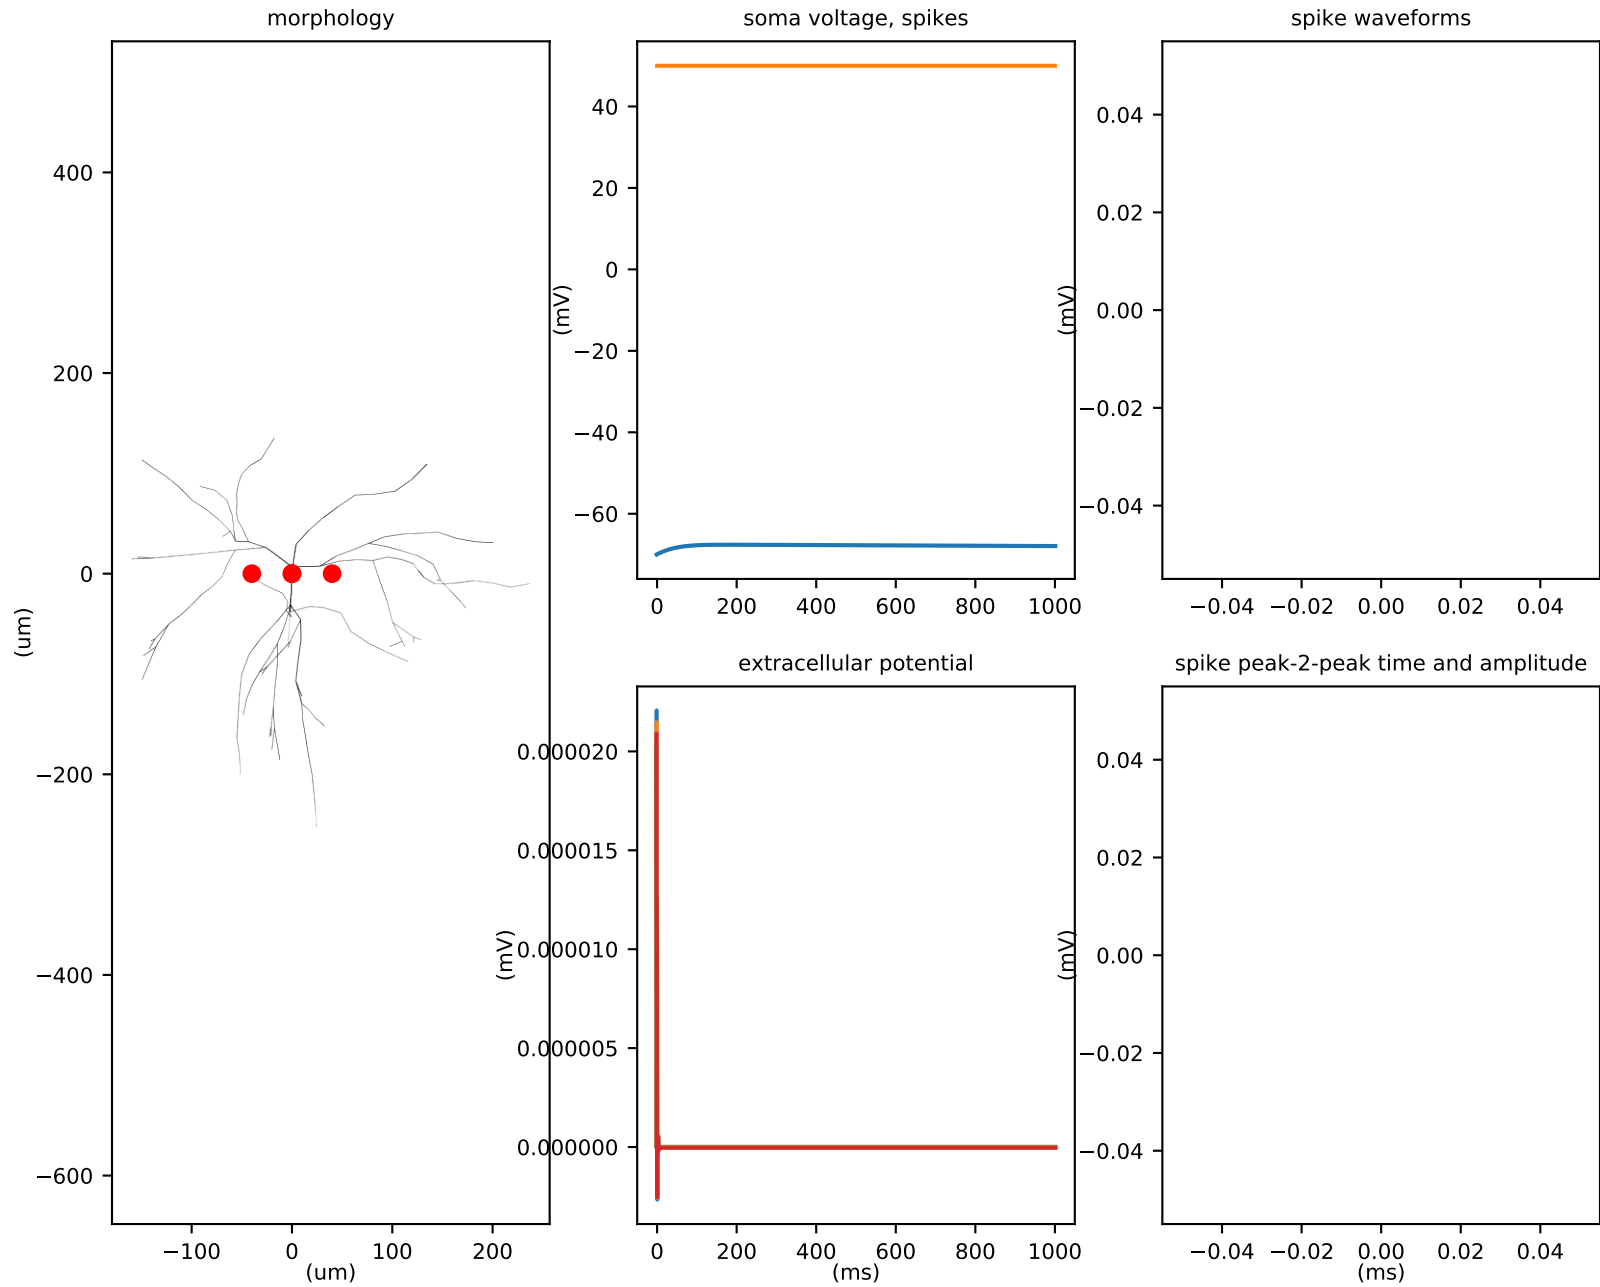 morphology
400
200
0
−200
−400
−600
(um)
−100 0 100 200
(um)
soma voltage, spikes
40
20
0
−20
−40
−60
(mV)
0 200 400 600 800 1000
spike waveforms
0.04
0.02
0.00
−0.02
−0.04
(mV)
−0.04 −0.02 0.00 0.02 0.04
extracellular potential
0.000020
0.000015
0.000010
0.000005
0.000000
(mV)
0 200 400 600 800 1000
(ms)
spike peak-2-peak time and amplitude
0.04
0.02
0.00
−0.02
−0.04
(mV)
−0.04 −0.02 0.00 0.02 0.04
(ms)